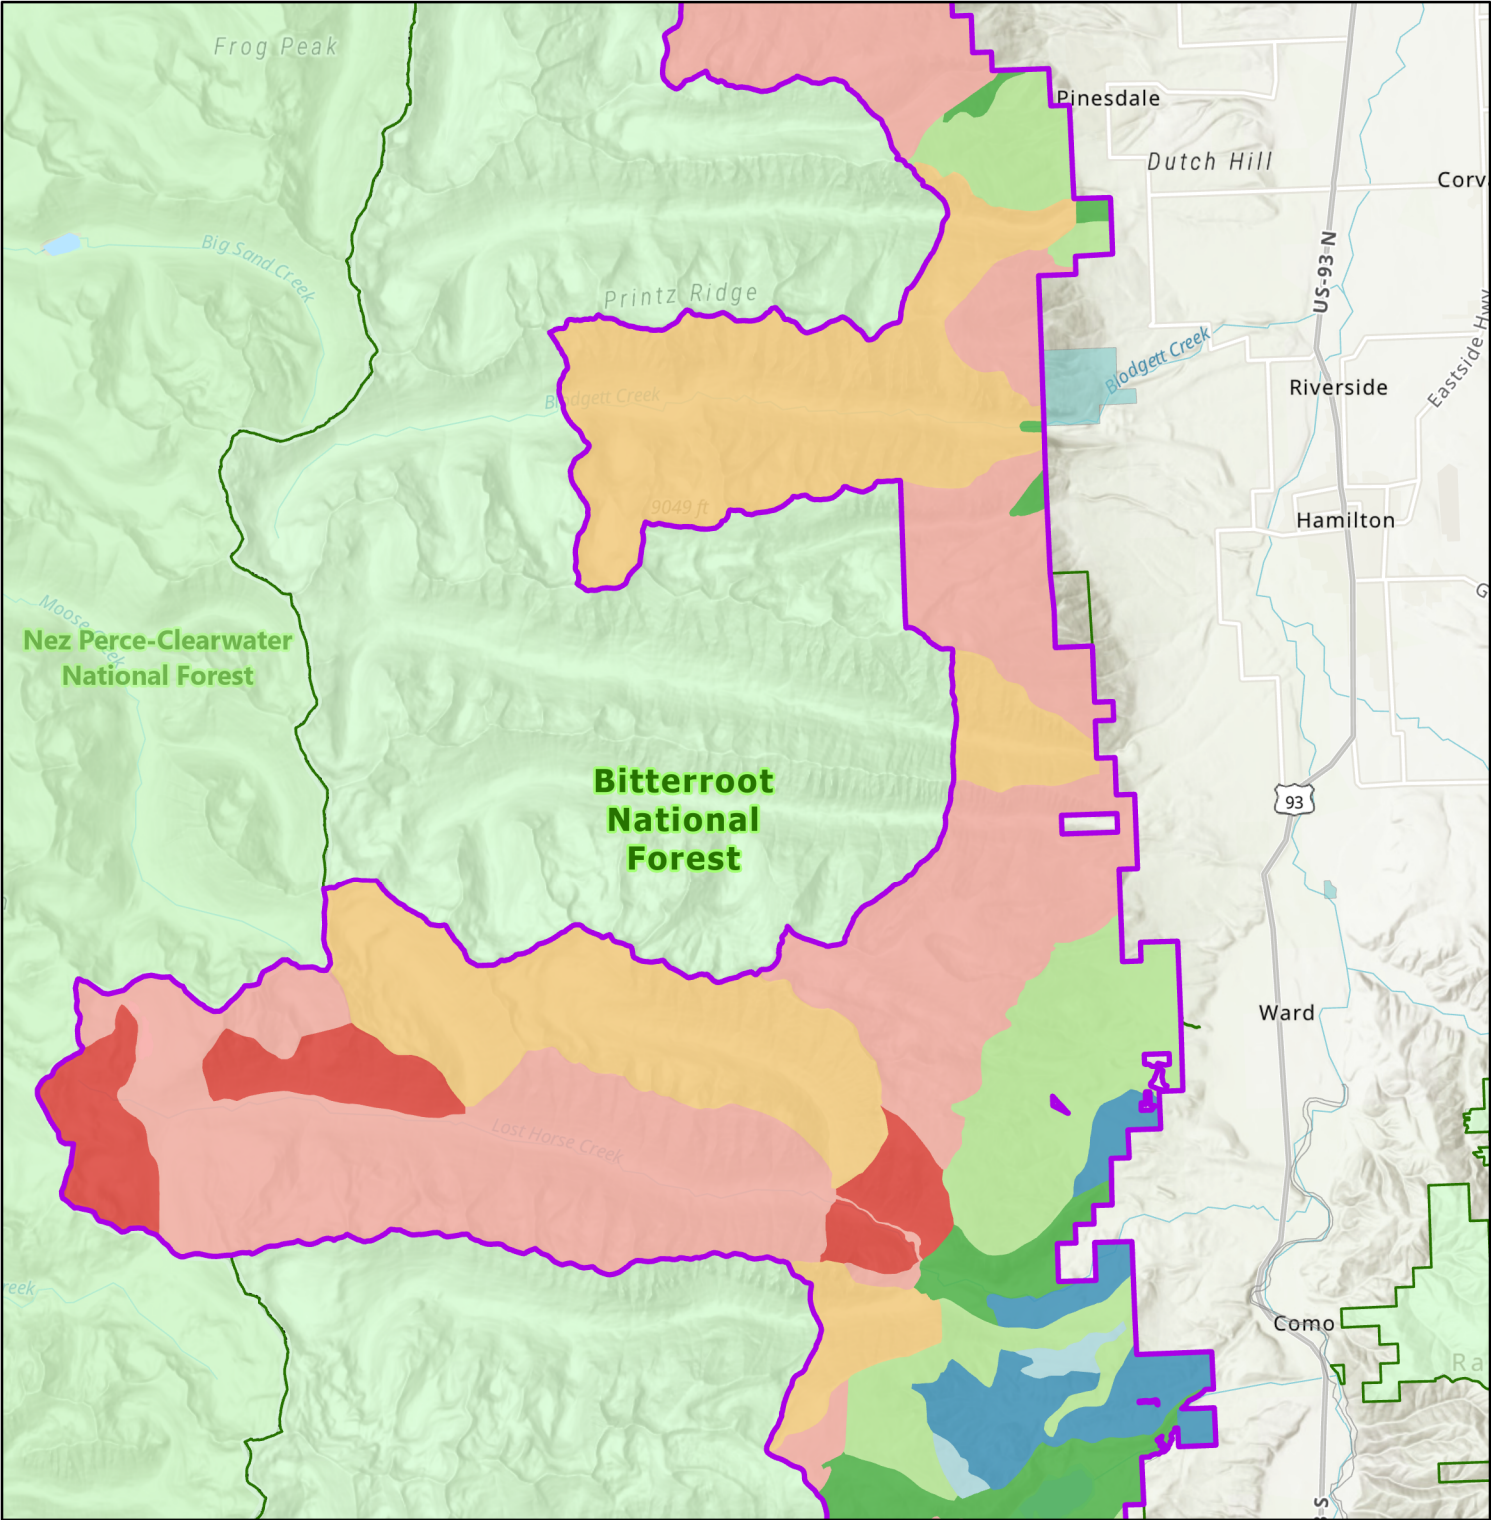 Frog Peak
Pinesdale
Dutch Hill
Corv
Big Sand Creek
US-93 N
Printz Ridge
Blodgett Creek
Riverside
Eastside Hwy
Blodgett Creek
9049 ft
Hamilton
G
Moose Creek
Nez Perce-Clearwater
National Forest
Bitterroot
National
Forest
93
Ward
Lost Horse Creek
reek
Como
Ra
S